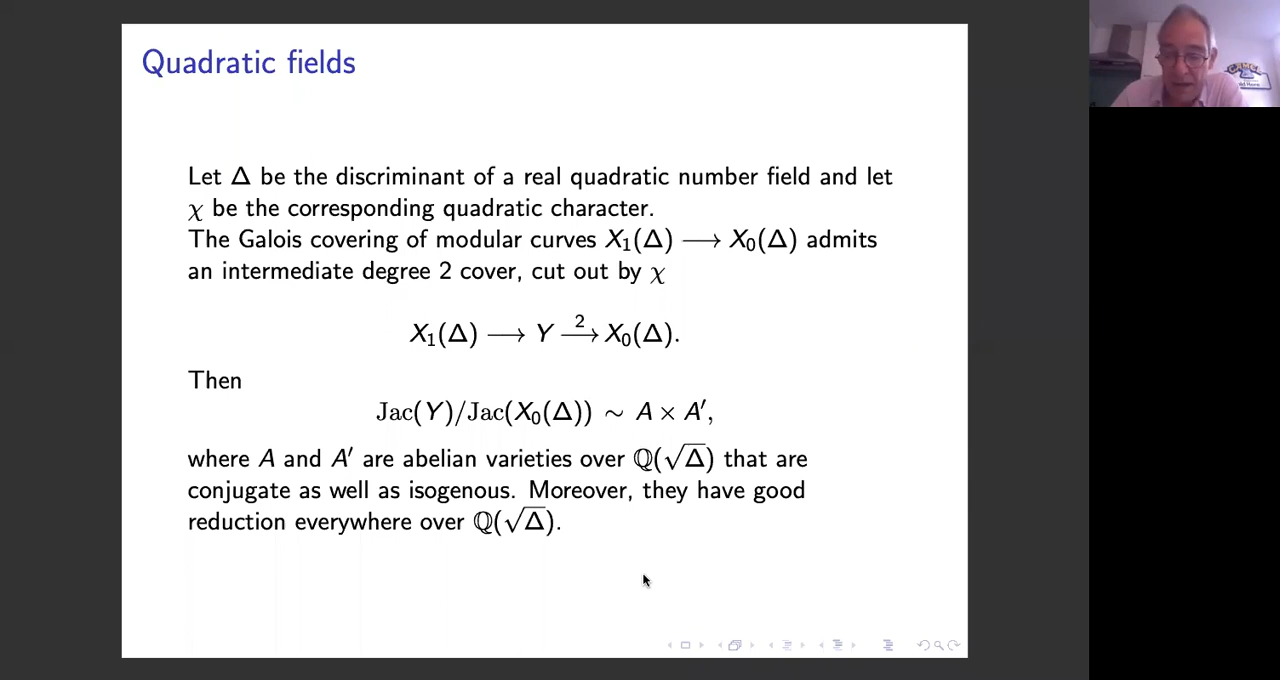 Quadratic fields
Let Δ be the discriminant of a real quadratic number field and let
χ be the corresponding quadratic character.
The Galois covering of modular curves X₁(Δ) ⟶ X₀(Δ) admits
an intermediate degree 2 cover, cut out by χ
X₁(Δ) ⟶ Y ⟶² X₀(Δ).
Then
Jac(Y)/Jac(X₀(Δ)) ∼ A × A′,
where A and A′ are abelian varieties over ℚ(√Δ) that are
conjugate as well as isogenous. Moreover, they have good
reduction everywhere over ℚ(√Δ).
CAMEL